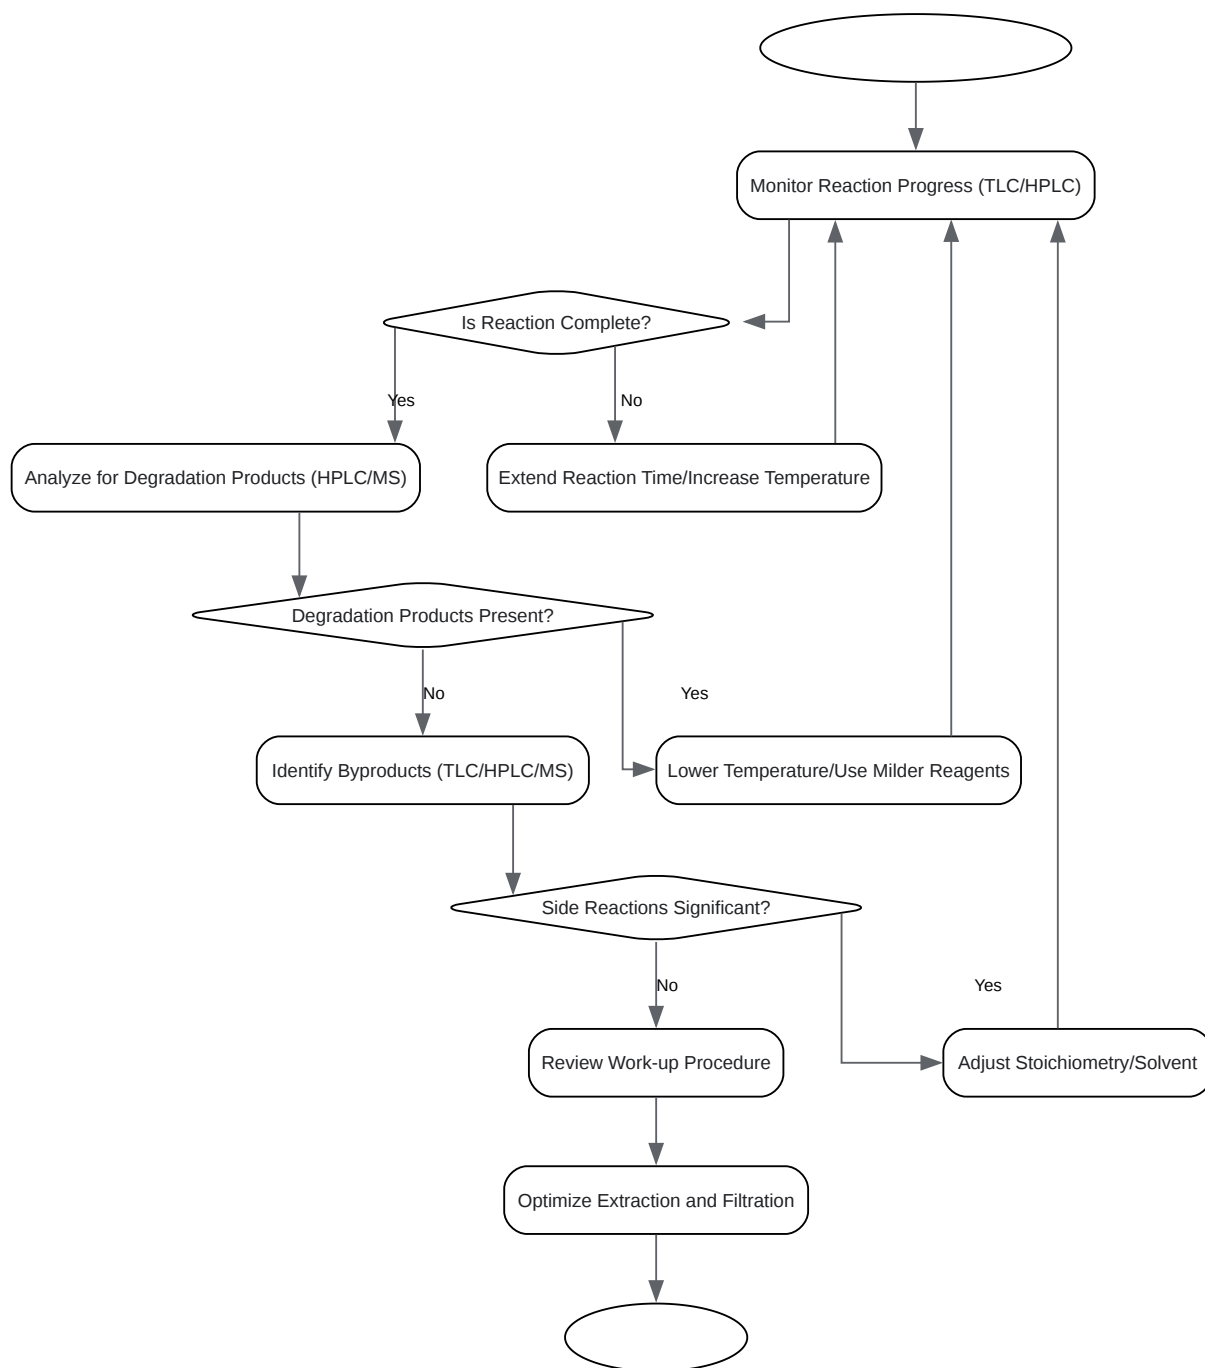 Monitor Reaction Progress (TLC/HPLC)
Is Reaction Complete?
Yes
No
Analyze for Degradation Products (HPLC/MS)
Extend Reaction Time/Increase Temperature
Degradation Products Present?
No
Yes
Identify Byproducts (TLC/HPLC/MS)
Lower Temperature/Use Milder Reagents
Side Reactions Significant?
No
Yes
Review Work-up Procedure
Adjust Stoichiometry/Solvent
Optimize Extraction and Filtration